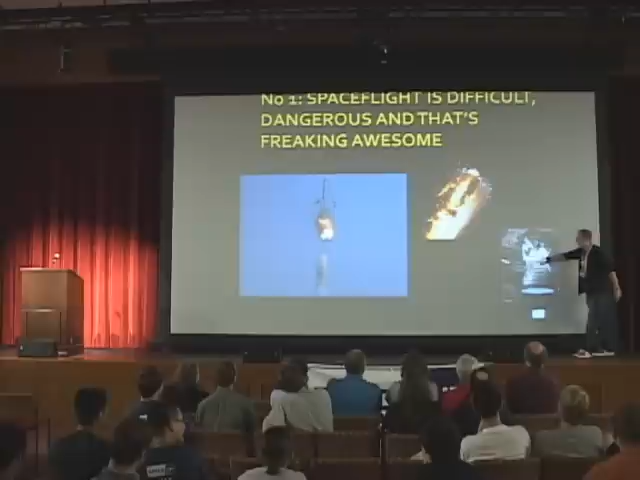 No 1: SPACEFLIGHT IS DIFFICULT,
DANGEROUS AND THAT'S
FREAKING AWESOME